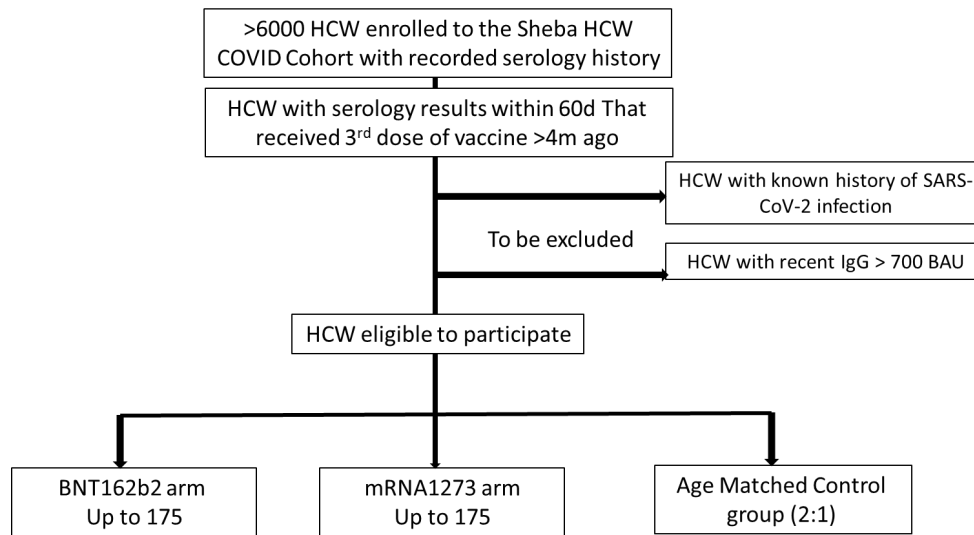 >6000 HCW enrolled to the Sheba HCW
COVID Cohort with recorded serology history
HCW with serology results within 60d That
received 3rd dose of vaccine >4m ago
HCW with known history of SARS-
CoV-2 infection
To be excluded
HCW with recent IgG > 700 BAU
HCW eligible to participate
BNT162b2 arm
Up to 175
mRNA1273 arm
Up to 175
Age Matched Control
group (2:1)